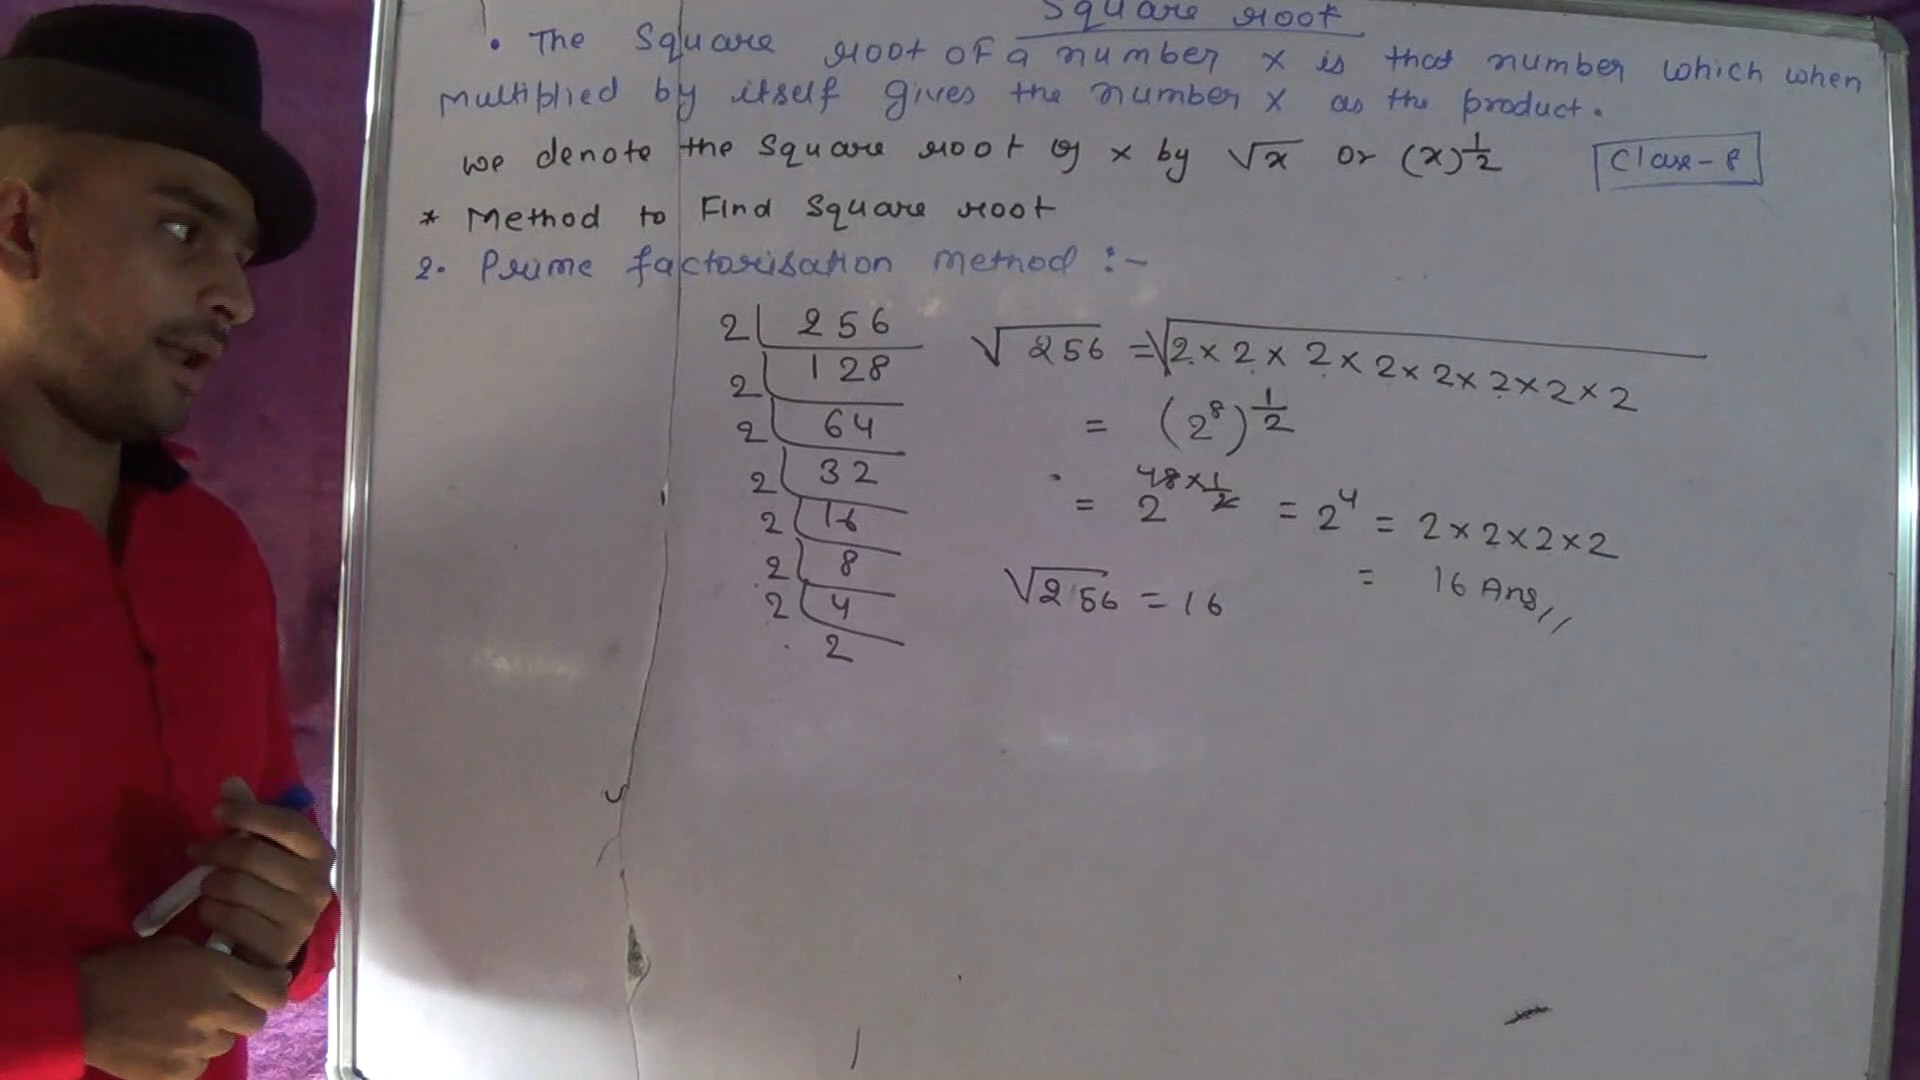 Square root
• The Square root of a number x is that number which when
multiplied by itself gives the number x as the product.
we denote the Square root of x by √x or (x)^1/2
Class-8
* Method to Find Square root
2. Prime factorisation method :-
2 | 256
2 | 128
2 | 64
2 | 32
2 | 16
2 | 8
2 | 4
2
√256 = √2×2×2×2×2×2×2×2
= (2^8)^1/2
= 2^8×1/2 = 2^4 = 2×2×2×2
= 16 Ans,,
√256 = 16